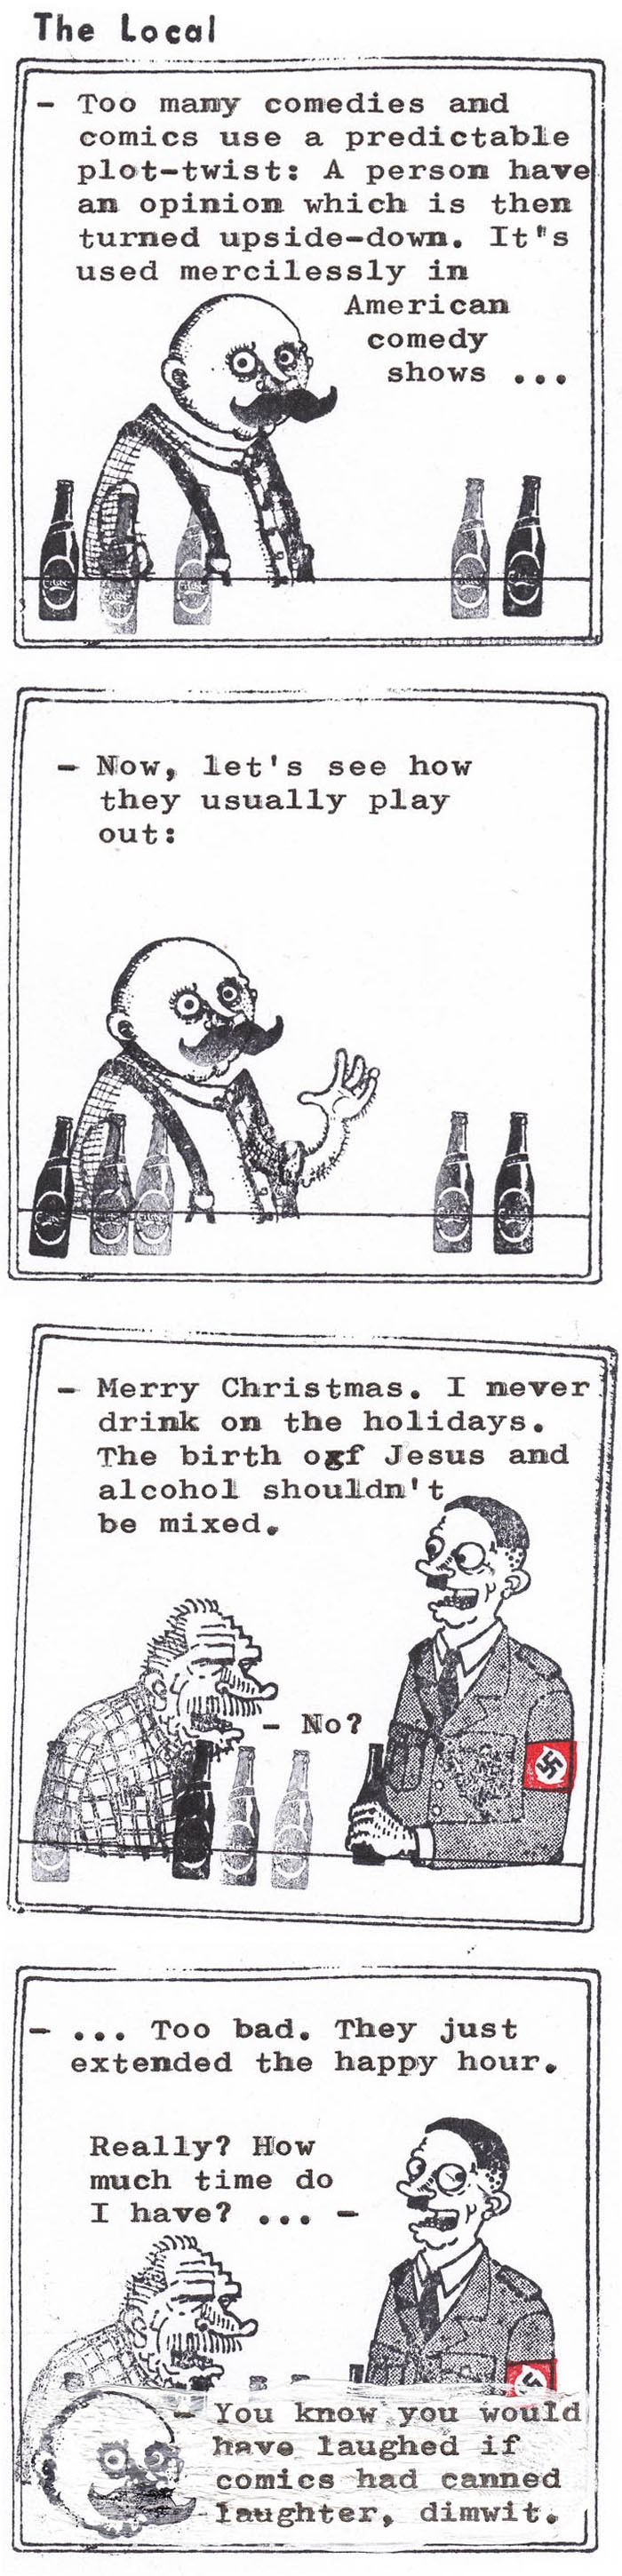 The Local
- Too many comedies and
comics use a predictable
plot-twist: A person have
an opinion which is then
turned upside-down. It"s
used mercilessly in
American
comedy
shows ...
- Now, let's see how
they usually play
out:
- Merry Christmas. I never
drink on the holidays.
The birth ogf Jesus and
alcohol shouldn't
be mixed.
- No?
- ... Too bad. They just
extended the happy hour.
Really? How
much time do
I have? ... -
- You know you would
have laughed if
comics had canned
laughter, dimwit.